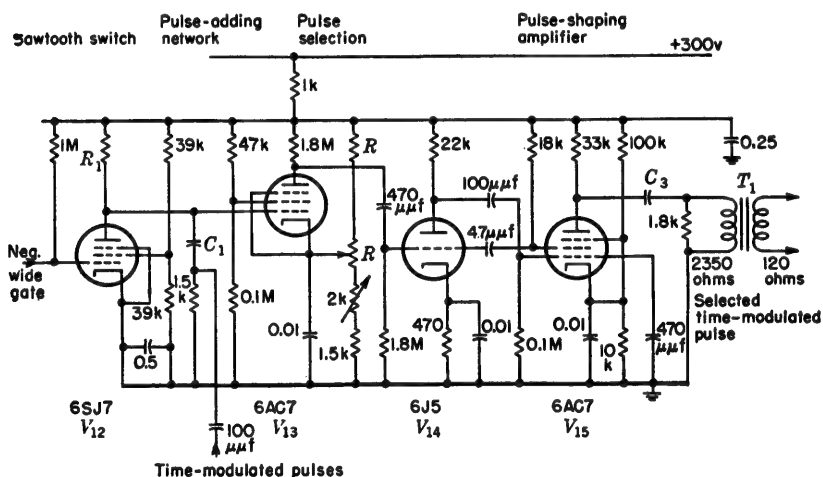 Sawtooth switch
Pulse-adding
network
Pulse
selection
Pulse-shaping
amplifier
+300v
1k
1M
R1
39k
47k
1.8M
R
22k
18k
33k
100k
0.25
470
μμf
100μμf
C3
T1
1.8k
C1
R
47μμf
Neg.
wide
gate
1.5
k
39k
0.5
0.1M
0.01
2k
1.5k
1.8M
470
0.01
0.1M
0.01
10
k
470
μμf
2350
ohms
120
ohms
Selected
time-modulated
pulse
6SJ7
V12
6AC7
V13
6J5
V14
6AC7
V15
100
μμf
Time-modulated pulses